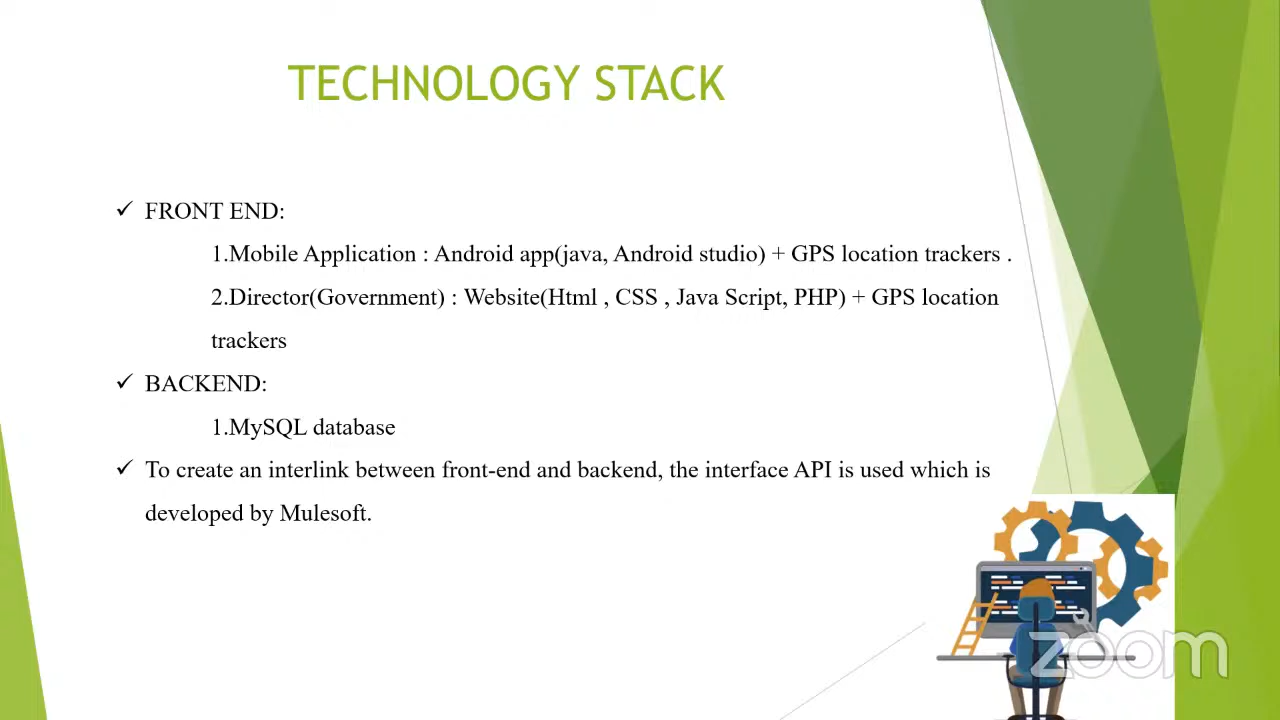 TECHNOLOGY STACK
✓ FRONT END:
1.Mobile Application : Android app(java, Android studio) + GPS location trackers .
2.Director(Government) : Website(Html , CSS , Java Script, PHP) + GPS location
trackers
✓ BACKEND:
1.MySQL database
✓ To create an interlink between front-end and backend, the interface API is used which is
developed by Mulesoft.
zoom